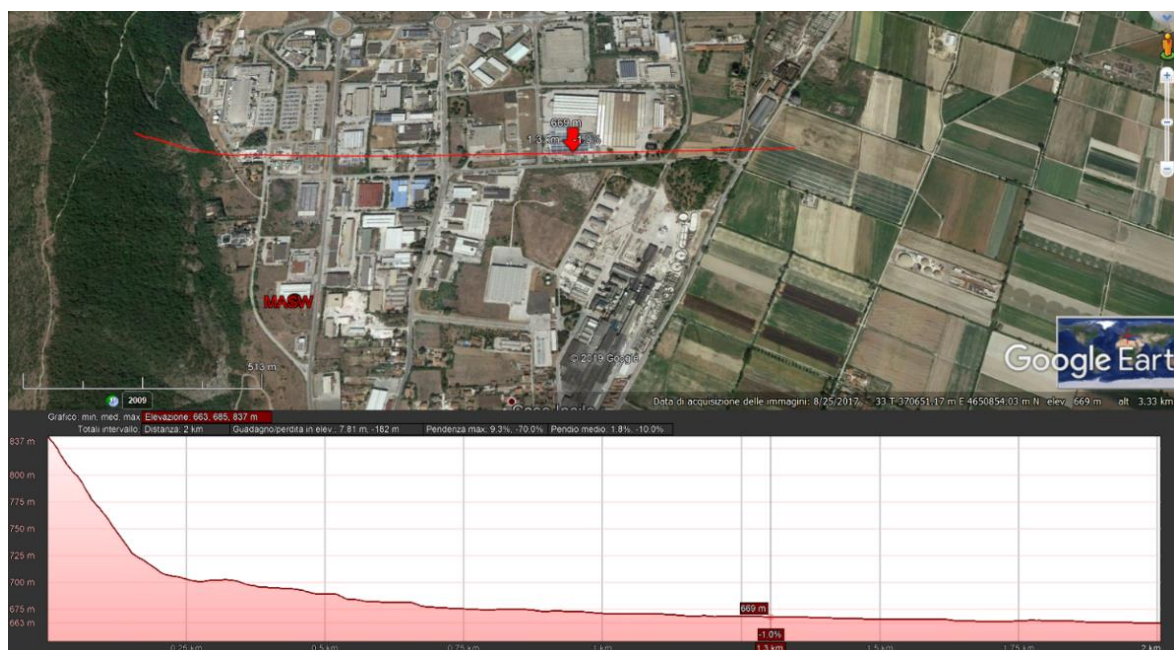 669 m
MASW
© 2019 Google
513 m
2009
Google Eart
Data di acquisizione delle immagini: 8/25/2017
33 T 370651.17 m E 4650854.03 m N elev 669 m alt 3.33 km
Grafico: min, med, max Elevazione: 663, 685, 837 m
Totali intervallo: Distanza: 2 km Guadagno/perdita in elev.: 7.81 m, -182 m Pendenza max: 9.3%, -70.0% Pendio medio: 1.8%, -10.0%
837 m
800 m
775 m
750 m
725 m
700 m
675 m
663 m
669 m
-1.0%
0.25 km 0.5 km 0.75 km 1 km 1.3 km 1.5 km 1.75 km 2 km